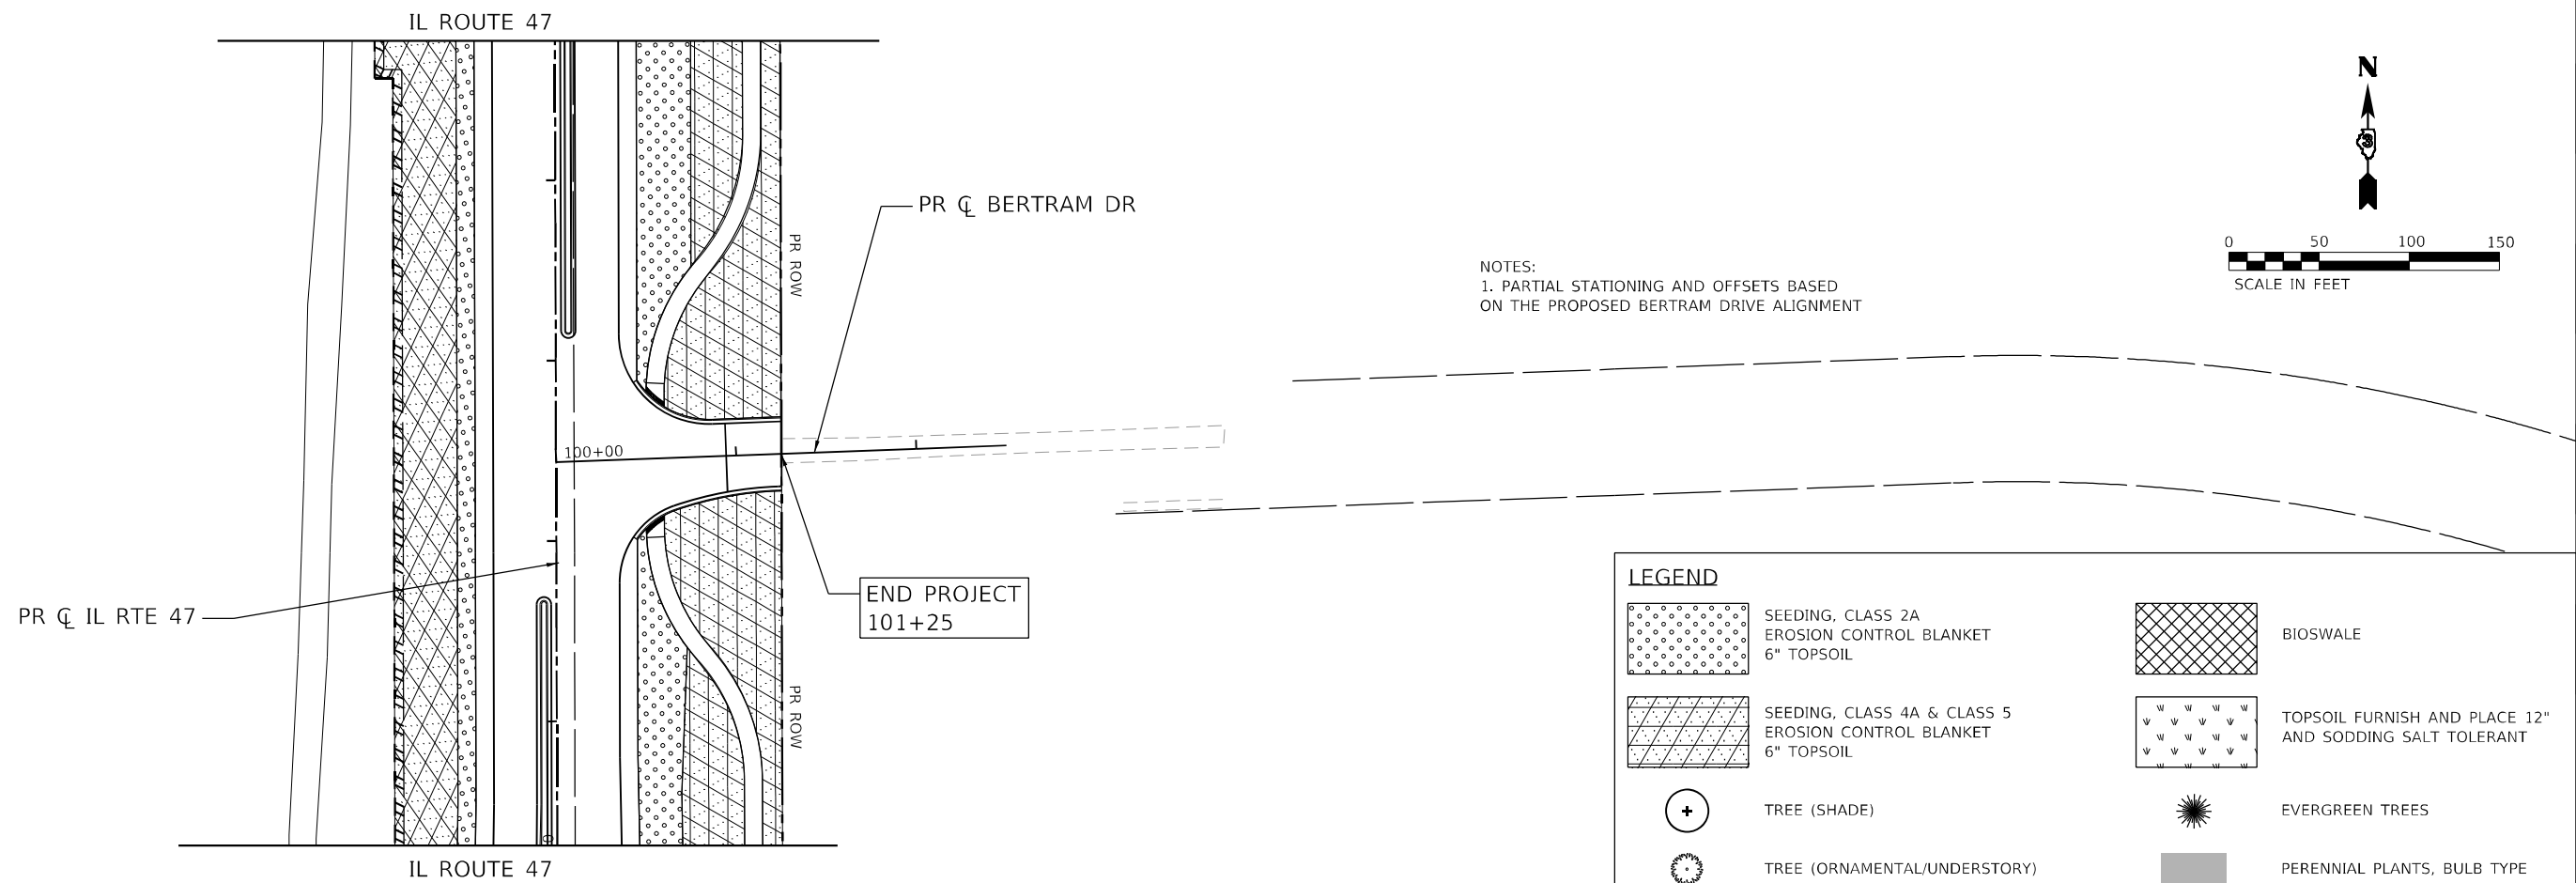 IL ROUTE 47
N
3
PR ℄ BERTRAM DR
0 50 100 150
SCALE IN FEET
PR ROW
NOTES:
1. PARTIAL STATIONING AND OFFSETS BASED
ON THE PROPOSED BERTRAM DRIVE ALIGNMENT
100+00
END PROJECT
101+25
PR ℄ IL RTE 47
PR ROW
IL ROUTE 47
LEGEND
SEEDING, CLASS 2A
EROSION CONTROL BLANKET
6" TOPSOIL
BIOSWALE
SEEDING, CLASS 4A & CLASS 5
EROSION CONTROL BLANKET
6" TOPSOIL
TOPSOIL FURNISH AND PLACE 12"
AND SODDING SALT TOLERANT
TREE (SHADE)
EVERGREEN TREES
TREE (ORNAMENTAL/UNDERSTORY)
PERENNIAL PLANTS, BULB TYPE